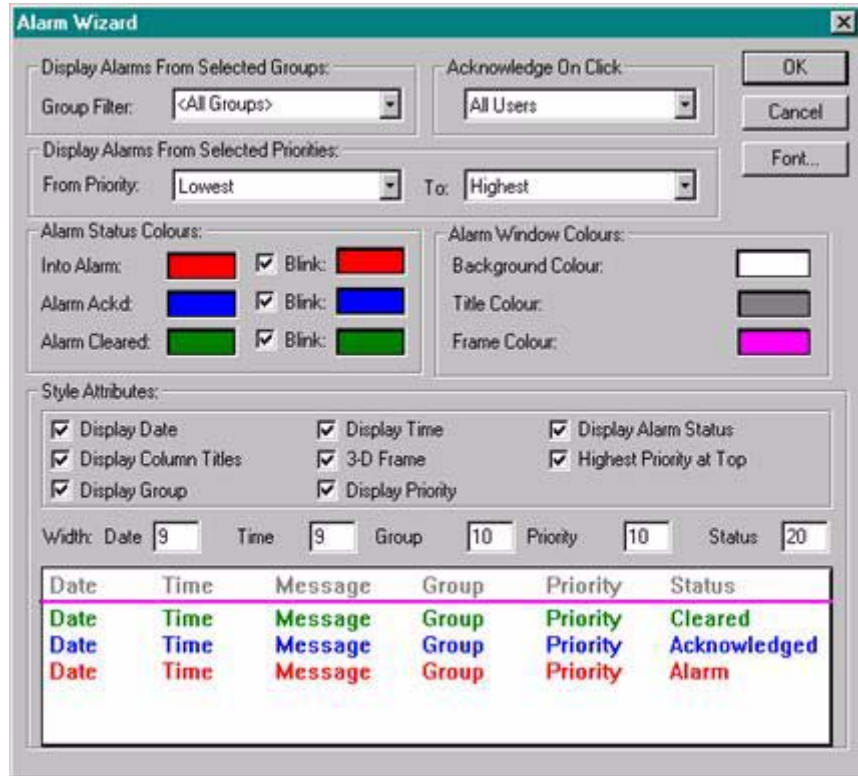 Alarm Wizard
Display Alarms From Selected Groups:
Group Filter: <All Groups>
Acknowledge On Click
All Users
OK
Cancel
Font...
Display Alarms From Selected Priorities:
From Priority: Lowest To: Highest
Alarm Status Colours:
Into Alarm: Blink:
Alarm Ackd: Blink:
Alarm Cleared: Blink:
Alarm Window Colours:
Background Colour:
Title Colour:
Frame Colour:
Style Attributes:
Display Date Display Time Display Alarm Status
Display Column Titles 3-D Frame Highest Priority at Top
Display Group Display Priority
Width: Date 9 Time 9 Group 10 Priority 10 Status 20
Date Time Message Group Priority Status
Date Time Message Group Priority Cleared
Date Time Message Group Priority Acknowledged
Date Time Message Group Priority Alarm